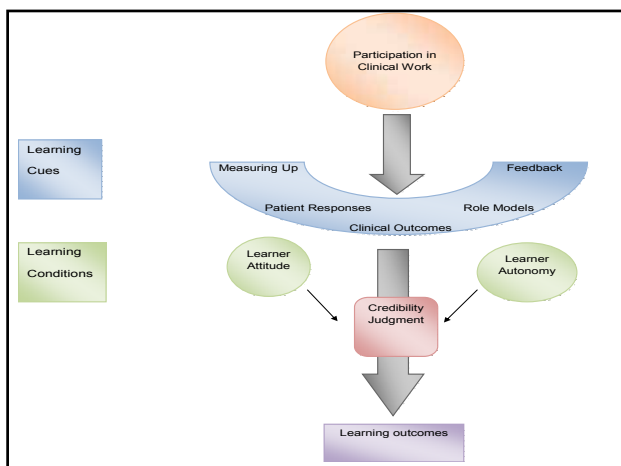 Participation in
Clinical Work
Learning
Cues
Measuring Up
Feedback
Patient Responses
Role Models
Clinical Outcomes
Learning
Conditions
Learner
Attitude
Learner
Autonomy
Credibility
Judgment
Learning outcomes